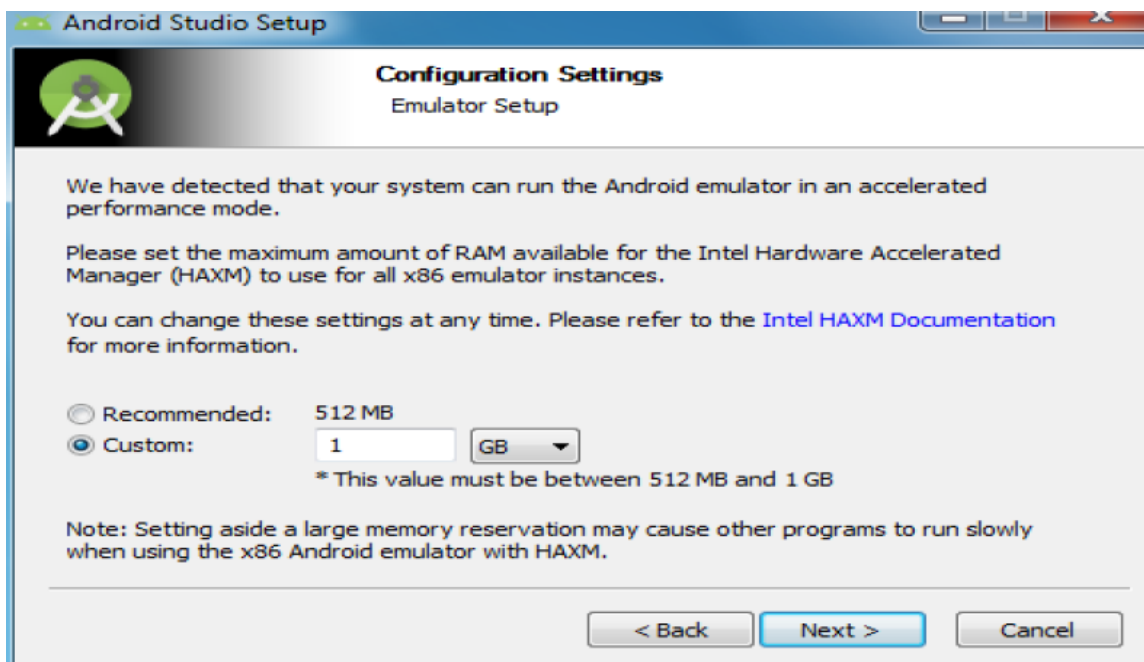 Android Studio Setup
Configuration Settings
Emulator Setup
We have detected that your system can run the Android emulator in an accelerated
performance mode.
Please set the maximum amount of RAM available for the Intel Hardware Accelerated
Manager (HAXM) to use for all x86 emulator instances.
You can change these settings at any time. Please refer to the Intel HAXM Documentation
for more information.
Recommended: 512 MB
Custom: 1 GB
* This value must be between 512 MB and 1 GB
Note: Setting aside a large memory reservation may cause other programs to run slowly
when using the x86 Android emulator with HAXM.
< Back Next > Cancel